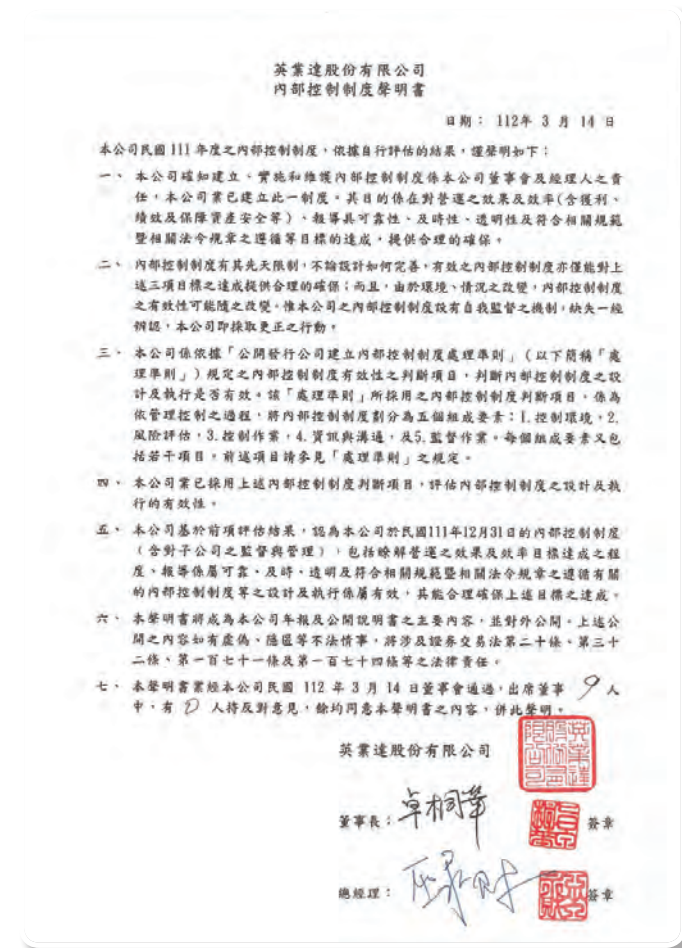 英業達股份有限公司
內部控制制度聲明書
日期： 112年 3 月 14 日
本公司民國 111 年度之內部控制制度，依據自行評估的結果，謹聲明如下：
一、 本公司確知建立、實施和維護內部控制制度係本公司董事會及經理人之責
任，本公司業已建立此一制度。其目的係在對營運之效果及效率(含獲利、
績效及保障資產安全等)、報導具可靠性、及時性、透明性及符合相關規範
暨相關法令規章之遵循等目標的達成，提供合理的確保。
二、 內部控制制度有其先天限制，不論設計如何完善，有效之內部控制制度亦僅能對上
述三項目標之達成提供合理的確保；而且，由於環境、情況之改變，內部控制制度
之有效性可能隨之改變。惟本公司之內部控制制度設有自我監督之機制，缺失一經
辨認，本公司即採取更正之行動。
三、 本公司係依據「公開發行公司建立內部控制制度處理準則」（以下簡稱「處
理準則」）規定之內部控制制度有效性之判斷項目，判斷內部控制制度之設
計及執行是否有效。該「處理準則」所採用之內部控制制度判斷項目，係為
依管理控制之過程，將內部控制制度劃分為五個組成要素：1.控制環境，2.
風險評估，3.控制作業，4.資訊與溝通，及5.監督作業。每個組成要素又包
括若干項目。前述項目請參見「處理準則」之規定。
四、 本公司業已採用上述內部控制制度判斷項目，評估內部控制制度之設計及執
行的有效性。
五、 本公司基於前項評估結果，認為本公司於民國111年12月31日的內部控制制度
（含對子公司之監督與管理），包括瞭解營運之效果及效率目標達成之程
度、報導係屬可靠、及時、透明及符合相關規範暨相關法令規章之遵循有關
的內部控制制度等之設計及執行係屬有效，其能合理確保上述目標之達成。
六、 本聲明書將成為本公司年報及公開說明書之主要內容，並對外公開。上述公
開之內容如有虛偽、隱匿等不法情事，將涉及證券交易法第二十條、第三十
二條、第一百七十一條及第一百七十四條等之法律責任。
七、 本聲明書業經本公司民國 112 年 3 月 14 日董事會通過，出席董事 9 人
中，有 0 人持反對意見，餘均同意本聲明書之內容，併此聲明。
英業達股份有限公司
英業達股份有限公司
董事長： 卓桐華 簽章
總經理： 簽章